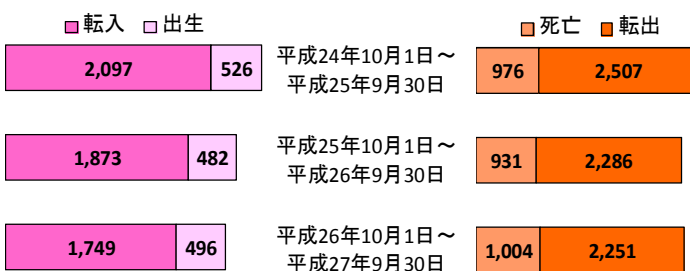 転入 出生 死亡 転出
2,097 526 平成24年10月1日～ 976 2,507
平成25年9月30日
1,873 482 平成25年10月1日～ 931 2,286
平成26年9月30日
1,749 496 平成26年10月1日～ 1,004 2,251
平成27年9月30日